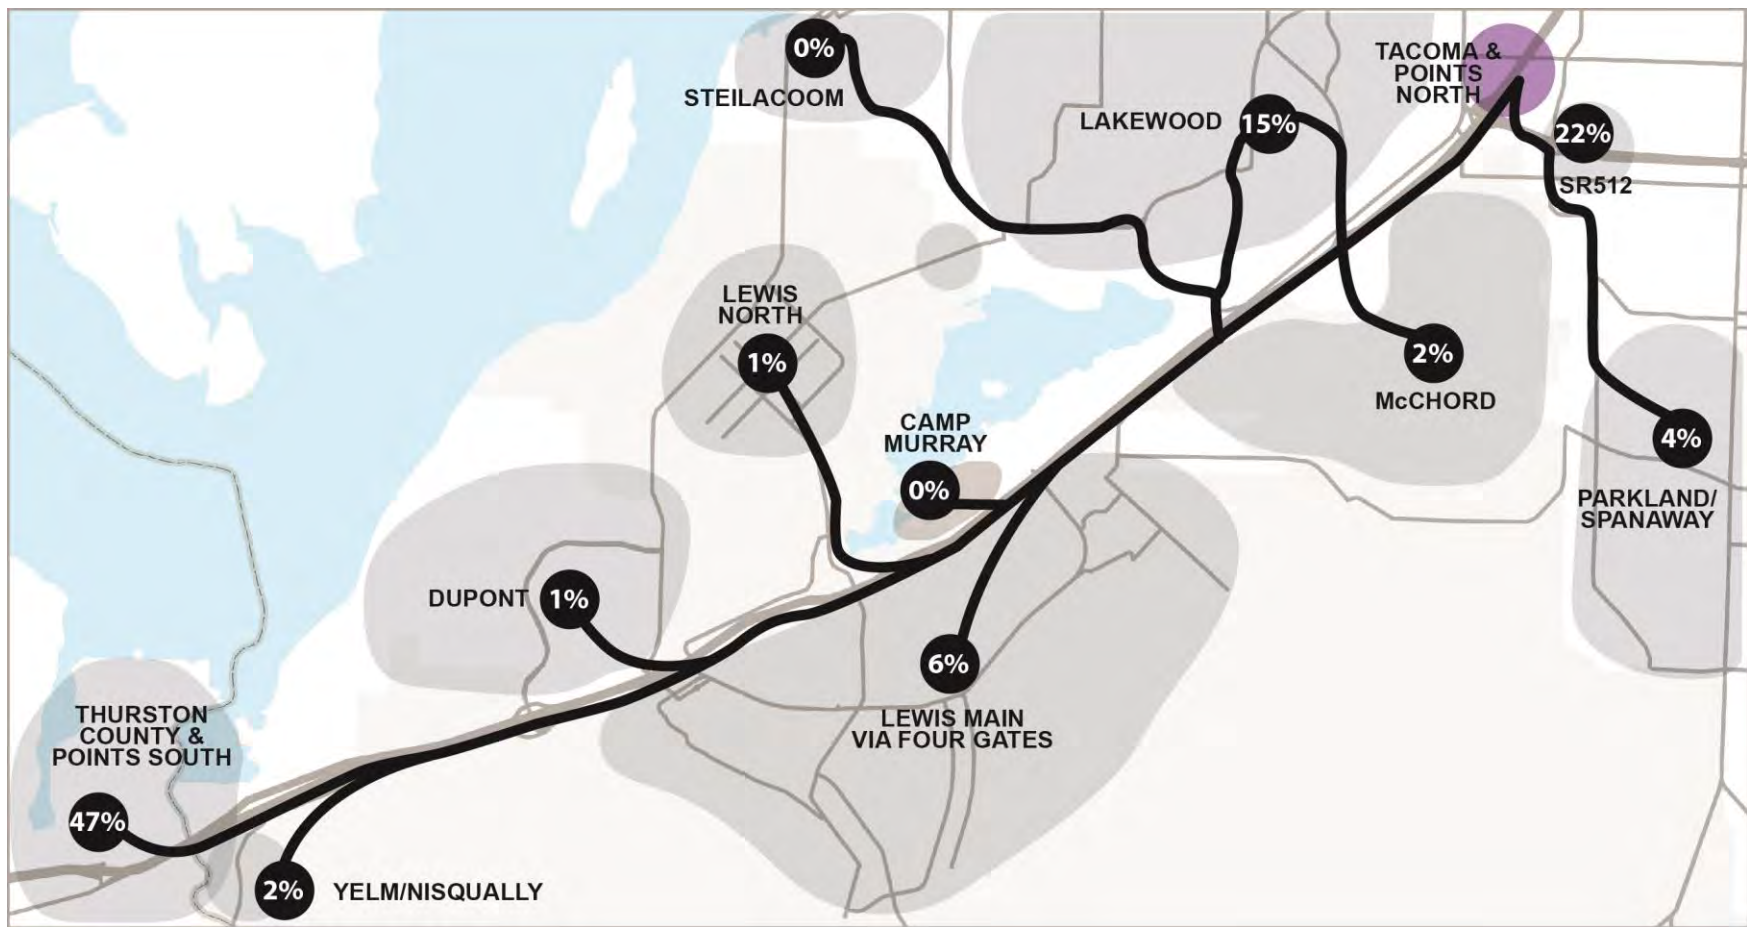 0%
STEILACOOM
TACOMA &
POINTS
NORTH
LAKEWOOD
15%
22%
SR512
LEWIS
NORTH
1%
2%
McCHORD
CAMP
MURRAY
0%
4%
PARKLAND/
SPANAWAY
DUPONT
1%
6%
LEWIS MAIN
VIA FOUR GATES
THURSTON
COUNTY &
POINTS SOUTH
47%
2%
YELM/NISQUALLY